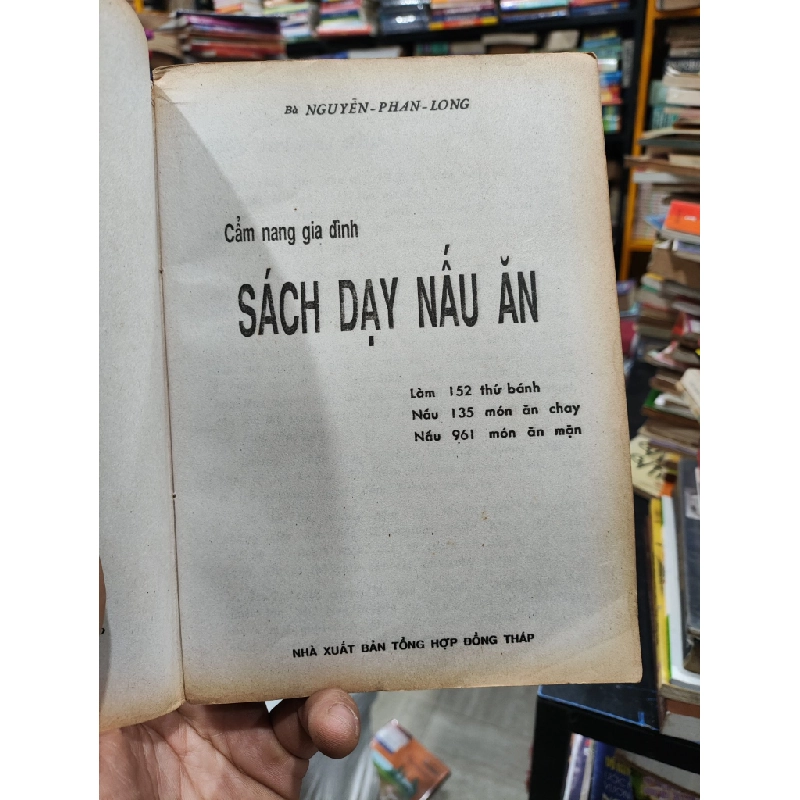 Bà NGUYỄN-PHAN-LONG
Cẩm nang gia đình
SÁCH DẠY NẤU ĂN
Làm 152 thứ bánh
Nấu 135 món ăn chay
Nấu 961 món ăn mặn
NHÀ XUẤT BẢN TỔNG HỢP ĐỒNG THÁP